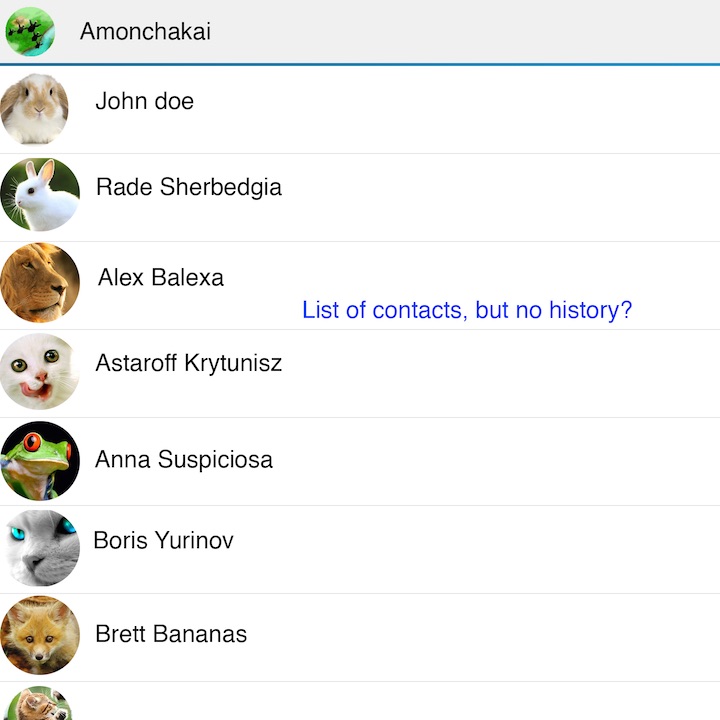 Amonchakai
John doe
Rade Sherbedgia
Alex Balexa
List of contacts, but no history?
Astaroff Krytunisz
Anna Suspiciosa
Boris Yurinov
Brett Bananas